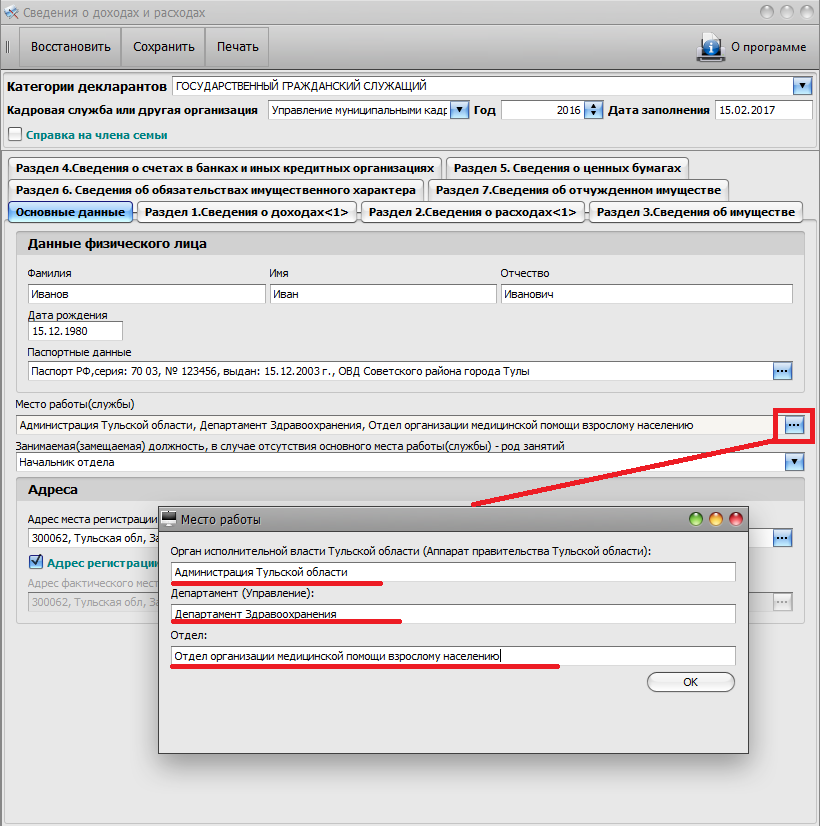 Сведения о доходах и расходах
Восстановить Сохранить Печать О программе
Категории декларантов ГОСУДАРСТВЕННЫЙ ГРАЖДАНСКИЙ СЛУЖАЩИЙ
Кадровая служба или другая организация Управление муниципальными кадр Год 2016 Дата заполнения 15.02.2017
Справка на члена семьи
Раздел 4.Сведения о счетах в банках и иных кредитных организациях Раздел 5. Сведения о ценных бумагах
Раздел 6. Сведения об обязательствах имущественного характера Раздел 7.Сведения об отчужденном имуществе
Основные данные Раздел 1.Сведения о доходах<1> Раздел 2.Сведения о расходах<1> Раздел 3.Сведения об имуществе
Данные физического лица
Фамилия Имя Отчество
Иванов Иван Иванович
Дата рождения
15.12.1980
Паспортные данные
Паспорт РФ,серия: 70 03, № 123456, выдан: 15.12.2003 г., ОВД Советского района города Тулы
Место работы(службы)
Администрация Тульской области, Департамент Здравоохранения, Отдел организации медицинской помощи взрослому населению
Занимаемая(замещаемая) должность, в случае отсутствия основного места работы(службы) - род занятий
Начальник отдела
Адреса
Адрес места регистрации
300062, Тульская обл, За
Адрес регистрации
Адрес фактического мест
300062, Тульская обл, За
Место работы
Орган исполнительной власти Тульской области (Аппарат правительства Тульской области):
Администрация Тульской области
Департамент (Управление):
Департамент Здравоохранения
Отдел:
Отдел организации медицинской помощи взрослому населению
OK